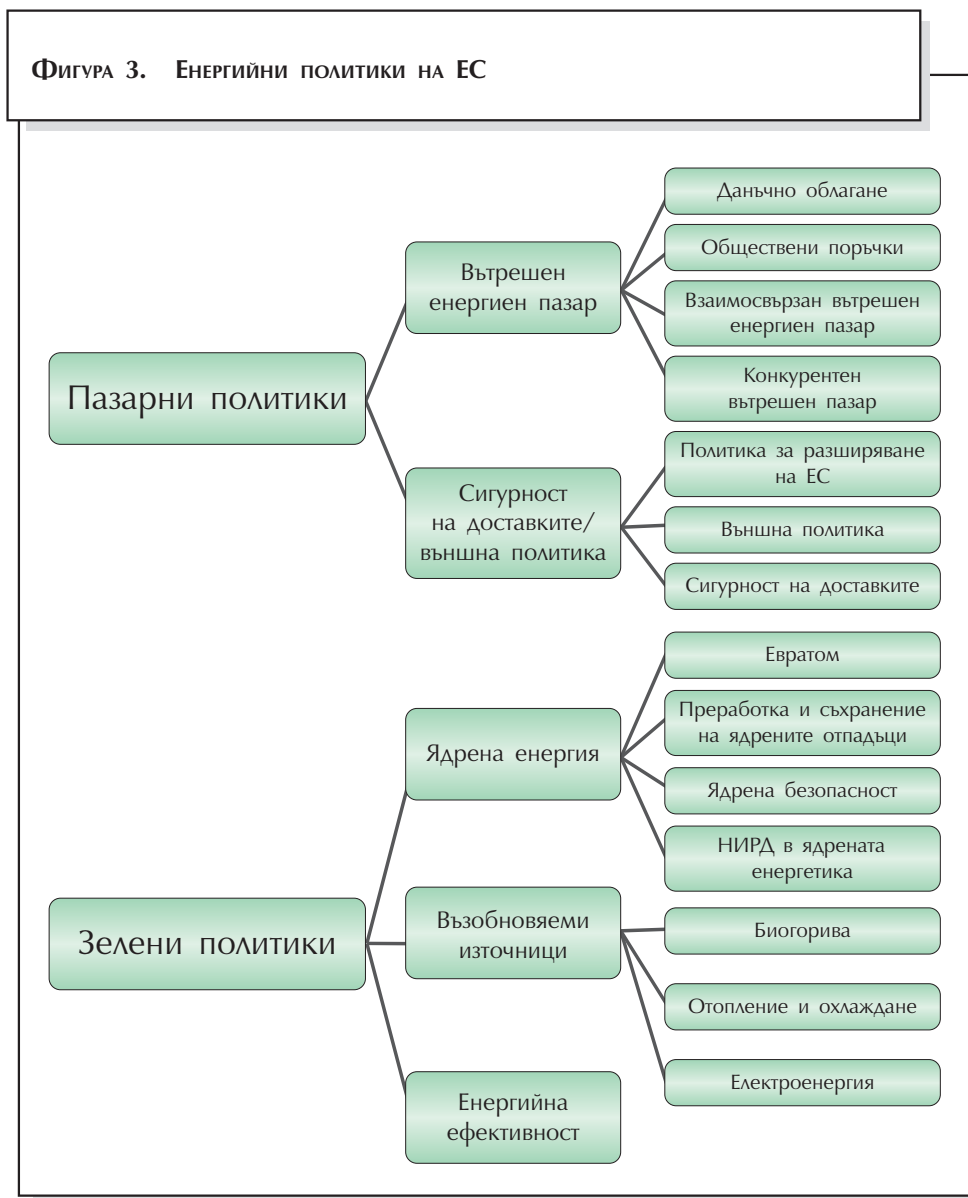 Фигура 3. Енергийни политики на ЕС
Пазарни политики
Вътрешен
енергиен пазар
Данъчно облагане
Обществени поръчки
Взаимосвързан вътрешен
енергиен пазар
Конкурентен
вътрешен пазар
Сигурност
на доставките/
външна политика
Политика за разширяване
на ЕС
Външна политика
Сигурност на доставките
Зелени политики
Ядрена енергия
Евратом
Преработка и съхранение
на ядрените отпадъци
Ядрена безопасност
НИРД в ядрената
енергетика
Възобновяеми
източници
Биогорива
Отопление и охлаждане
Електроенергия
Енергийна
ефективност